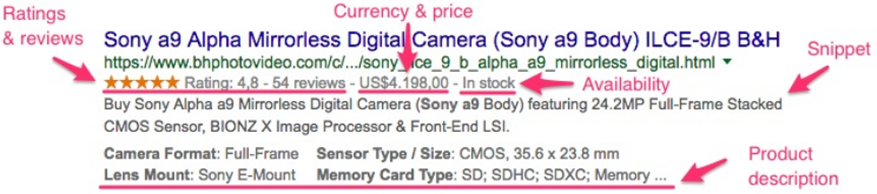 Ratings
& reviews
Currency & price
Sony a9 Alpha Mirrorless Digital Camera (Sony a9 Body) ILCE-9/B B&H
Snippet
https://www.bhphotovideo.com/c/.../sony_ice_9_b_alpha_a9_mirrorless_digital.html
★★★★★ Rating: 4,8 - 54 reviews - US$4.198,00 - In stock
Availability
Buy Sony Alpha a9 Mirrorless Digital Camera (Sony a9 Body) featuring 24.2MP Full-Frame Stacked
CMOS Sensor, BIONZ X Image Processor & Front-End LSI.
Camera Format: Full-Frame Sensor Type / Size: CMOS, 35.6 x 23.8 mm
Lens Mount: Sony E-Mount Memory Card Type: SD; SDHC; SDXC; Memory ...
Product
description